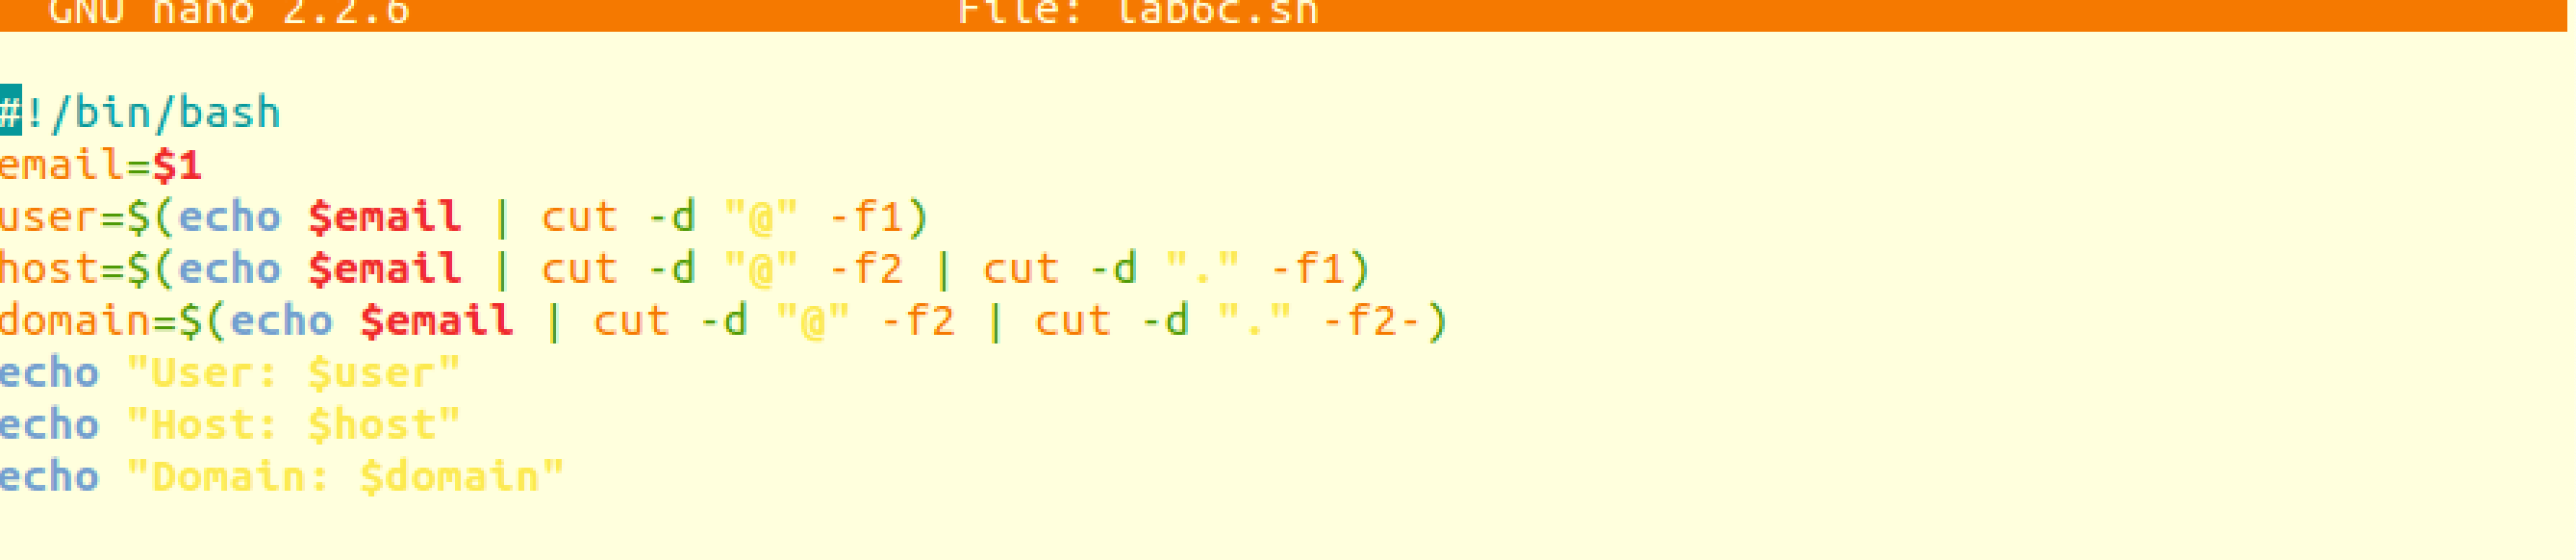 GNU nano 2.2.6 File: lab6c.sh
#!/bin/bash
email=$1
user=$(echo $email | cut -d "@" -f1)
host=$(echo $email | cut -d "@" -f2 | cut -d "." -f1)
domain=$(echo $email | cut -d "@" -f2 | cut -d "." -f2-)
echo "User: $user"
echo "Host: $host"
echo "Domain: $domain"